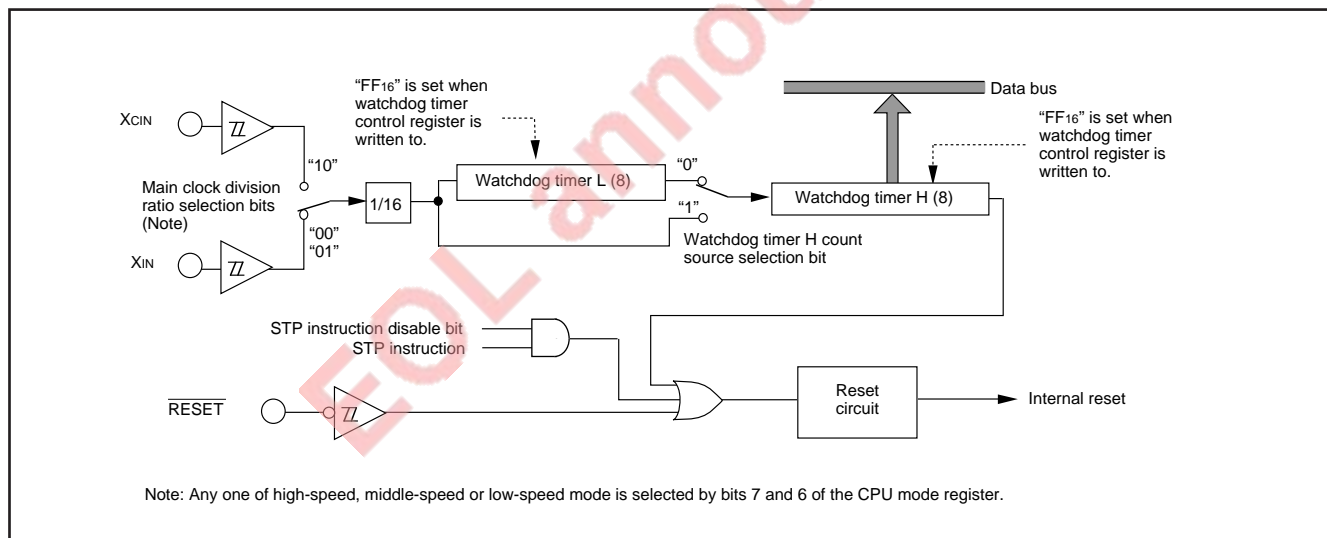 "FF16" is set when
watchdog timer
control register is
written to.
Data bus
"FF16" is set when
watchdog timer
control register is
written to.
XCIN
"10"
Main clock division
ratio selection bits
(Note)
"00"
"01"
XIN
1/16
Watchdog timer L (8)
"0"
"1"
Watchdog timer H count
source selection bit
Watchdog timer H (8)
STP instruction disable bit
STP instruction
RESET
Reset
circuit
Internal reset
Note: Any one of high-speed, middle-speed or low-speed mode is selected by bits 7 and 6 of the CPU mode register.
EOL annou